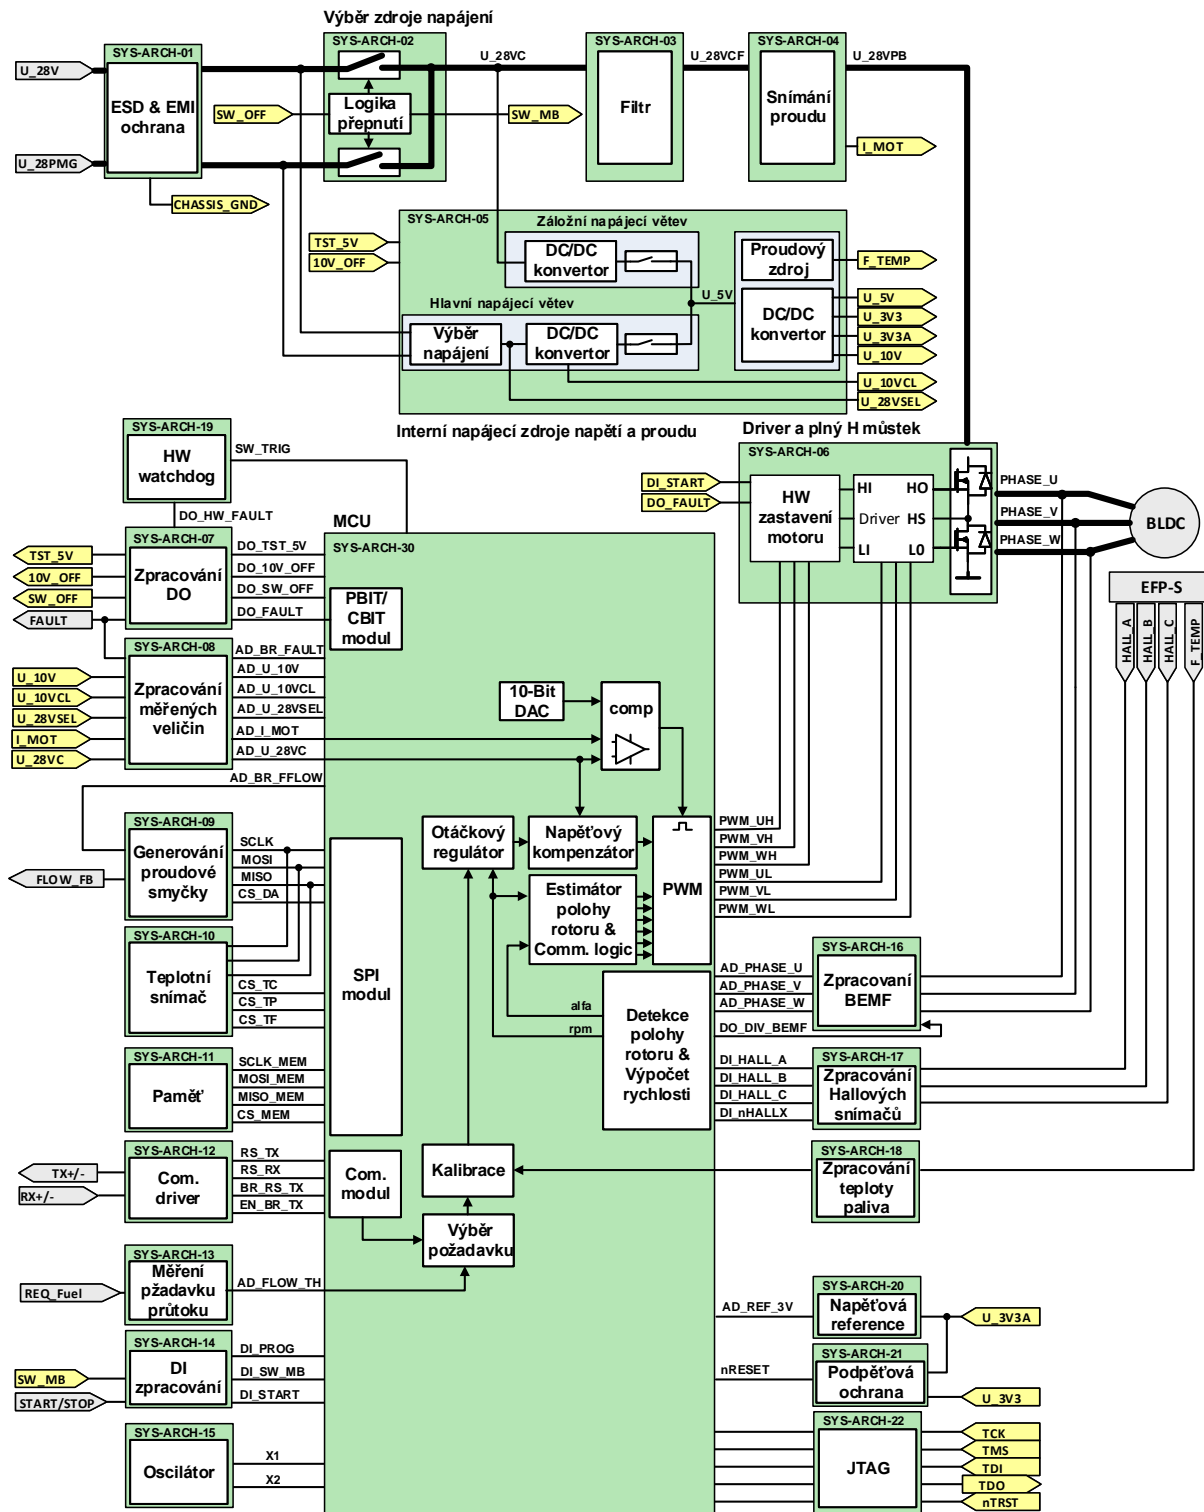 Výběr zdroje napájení
SYS-ARCH-01
SYS-ARCH-02
SYS-ARCH-03
SYS-ARCH-04
U_28V
U_28PMG
ESD & EMI
ochrana
CHASSIS_GND
SW_OFF
Logika
přepnutí
SW_MB
U_28VC
Filtr
U_28VCF
Snímání
proudu
U_28VPB
I_MOT
SYS-ARCH-05
TST_5V
10V_OFF
Záložní napájecí větev
DC/DC
konvertor
Hlavní napájecí větev
Výběr
napájení
DC/DC
konvertor
U_5V
Proudový
zdroj
DC/DC
konvertor
F_TEMP
U_5V
U_3V3
U_3V3A
U_10V
U_10VCL
U_28VSEL
Interní napájecí zdroje napětí a proudu
Driver a plný H můstek
SYS-ARCH-06
DI_START
DO_FAULT
HW
zastavení
motoru
HI
Driver
LI
HO
HS
LO
PHASE_U
PHASE_V
PHASE_W
BLDC
EFP-S
HALL_A
HALL_B
HALL_C
F_TEMP
SYS-ARCH-19
HW
watchdog
SW_TRIG
DO_HW_FAULT
MCU
SYS-ARCH-30
SYS-ARCH-07
Zpracování
DO
TST_5V
10V_OFF
SW_OFF
FAULT
DO_TST_5V
DO_10V_OFF
DO_SW_OFF
DO_FAULT
PBIT/
CBIT
modul
SYS-ARCH-08
Zpracování
měřených
veličin
U_10V
U_10VCL
U_28VSEL
I_MOT
U_28VC
AD_BR_FAULT
AD_U_10V
AD_U_10VCL
AD_U_28VSEL
AD_I_MOT
AD_U_28VC
AD_BR_FFLOW
10-Bit
DAC
comp
SYS-ARCH-09
Generování
proudové
smyčky
FLOW_FB
SCLK
MOSI
MISO
CS_DA
SYS-ARCH-10
Teplotní
snímač
CS_TC
CS_TP
CS_TF
SPI
modul
SYS-ARCH-11
Paměť
SCLK_MEM
MOSI_MEM
MISO_MEM
CS_MEM
Otáčkový
regulátor
Napěťový
kompenzátor
Estimátor
polohy
rotoru &
Comm. logic
PWM
PWM_UH
PWM_VH
PWM_WH
PWM_UL
PWM_VL
PWM_WL
alfa
rpm
Detekce
polohy
rotoru &
Výpočet
rychlosti
AD_PHASE_U
AD_PHASE_V
AD_PHASE_W
DO_DIV_BEMF
SYS-ARCH-16
Zpracovaní
BEMF
DI_HALL_A
DI_HALL_B
DI_HALL_C
DI_nHALLX
SYS-ARCH-17
Zpracování
Hallových
snímačů
SYS-ARCH-18
Zpracování
teploty
paliva
SYS-ARCH-12
Com.
driver
TX+/-
RX+/-
RS_TX
RS_RX
BR_RS_TX
EN_BR_TX
Com.
modul
Kalibrace
Výběr
požadavku
SYS-ARCH-13
Měření
pžadavku
průtoku
REQ_Fuel
AD_FLOW_TH
SYS-ARCH-14
DI
zpracování
SW_MB
START/STOP
DI_PROG
DI_SW_MB
DI_START
SYS-ARCH-15
Oscilátor
X1
X2
AD_REF_3V
SYS-ARCH-20
Napěťová
reference
U_3V3A
nRESET
SYS-ARCH-21
Podpěťová
ochrana
U_3V3
SYS-ARCH-22
JTAG
TCK
TMS
TDI
TDO
nTRST